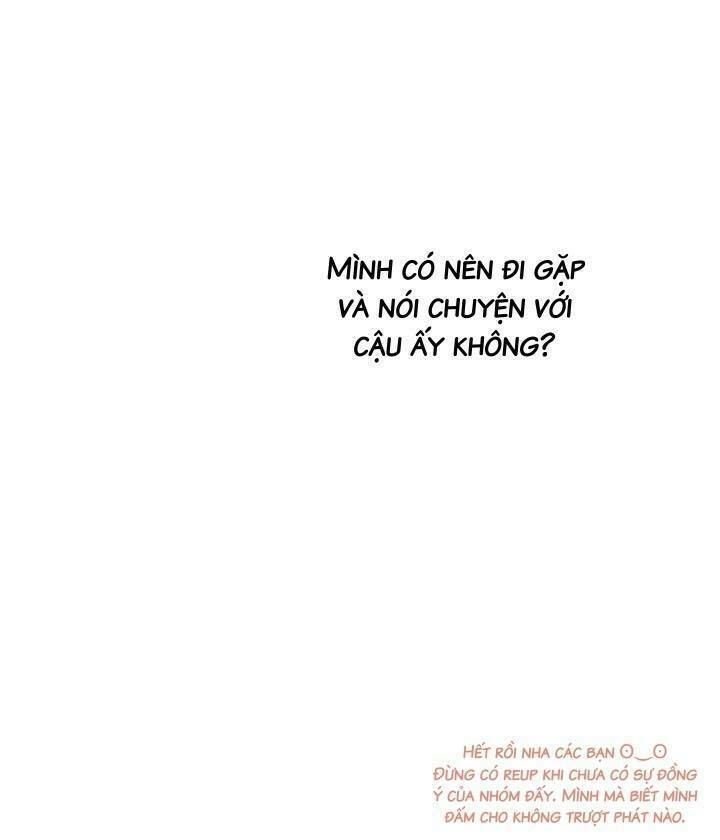 MÌNH CÓ NÊN ĐI GẶP
VÀ NÓI CHUYỆN VỚI
CẬU ẤY KHÔNG?
HẾT RỒI NHA CÁC BẠN ʘ‿ʘ
ĐỪNG CÓ REUP KHI CHƯA CÓ SỰ ĐỒNG
Ý CỦA NHÓM ĐẤY. MÌNH MÀ BIẾT MÌNH
ĐẤM CHO KHÔNG TRƯỢT PHÁT NÀO.